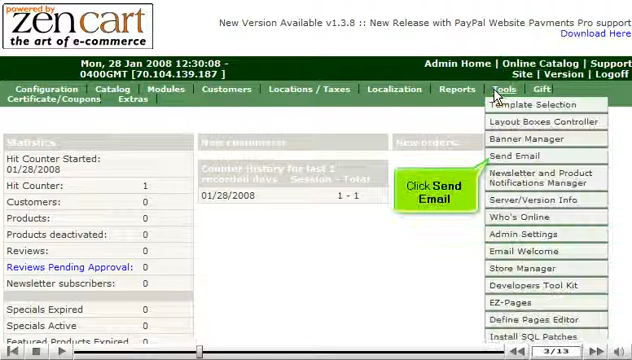 powered by
zen cart
the art of e-commerce
New Version Available v1.3.8 :: New Release with PayPal Website Payments Pro support
Download Here
Mon, 28 Jan 2008 12:30:08 -
0400GMT [70.104.139.187 ]
Admin Home | Online Catalog | Support
Site | Version | Logoff
Configuration | Catalog | Modules | Customers | Locations / Taxes | Localization | Reports | Tools | Gift
Certificate/Coupons | Extras
Template Selection
Layout Boxes Controller
Banner Manager
Send Email
Newsletter and Product
Notifications Manager
Server/Version Info
Who's Online
Admin Settings
Email Welcome
Store Manager
Developers Tool Kit
EZ-Pages
Define Pages Editor
Install SQL Patches
Click Send
Email
Statistics
Hit Counter Started:
01/28/2008
Hit Counter: 1
Customers: 0
Products: 0
Products deactivated: 0
Reviews: 0
Reviews Pending Approval: 0
Newsletter subscribers: 0
Specials Expired 0
Specials Active 0
Featured Products Expired 0
New customers:
Counter History for last 1
recorded days Session - Total
01/28/2008 1 - 1
New orders:
3/13